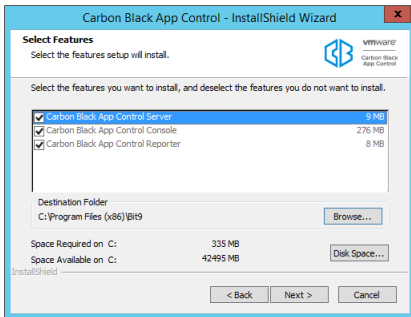 Carbon Black App Control - InstallShield Wizard
x
Select Features
Select the features setup will install.
vmware
Carbon Black
App Control
Select the features you want to install, and deselect the features you do not want to install.
Carbon Black App Control Server 9 MB
Carbon Black App Control Console 276 MB
Carbon Black App Control Reporter 8 MB
Destination Folder
C:\Program Files (x86)\Bit9 Browse...
Space Required on C: 335 MB
Space Available on C: 42495 MB
Disk Space...
InstallShield
< Back Next > Cancel